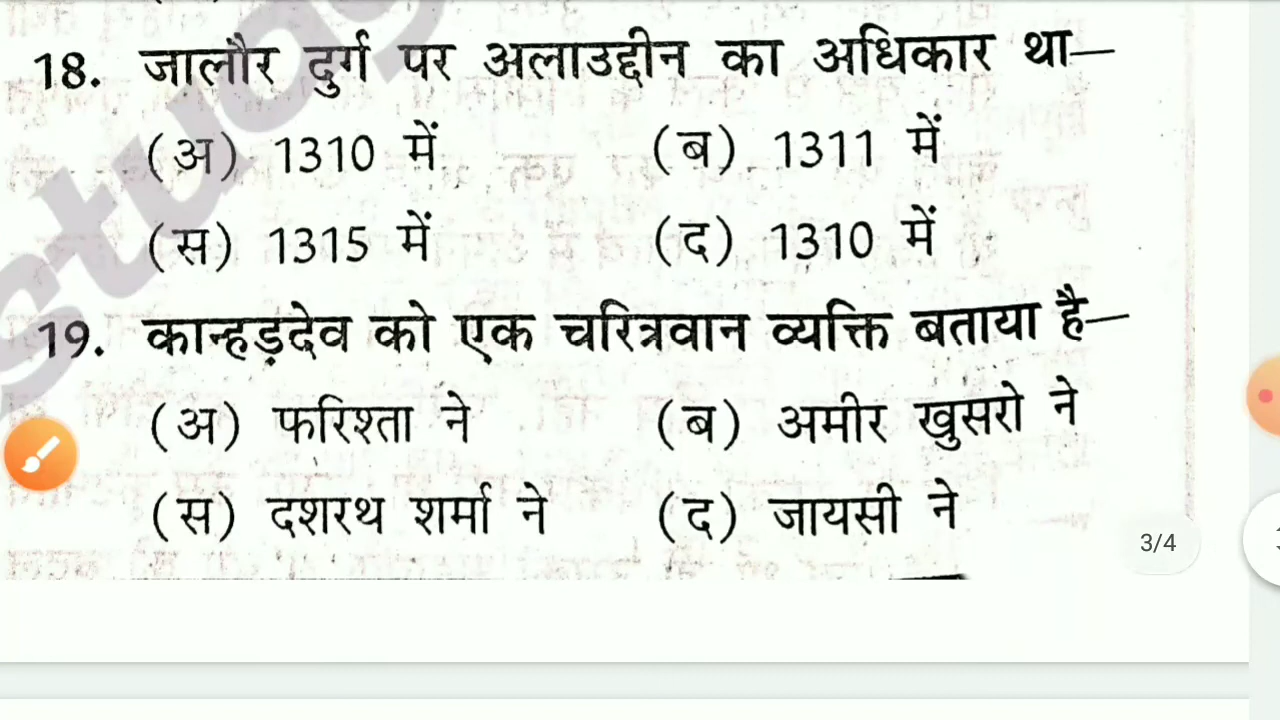 18. जालौर दुर्ग पर अलाउद्दीन का अधिकार था—
(अ) 1310 में (ब) 1311 में
(स) 1315 में (द) 1310 में
19. कान्हड़देव को एक चरित्रवान व्यक्ति बताया है—
(अ) फरिश्ता ने (ब) अमीर खुसरो ने
(स) दशरथ शर्मा ने (द) जायसी ने
3/4